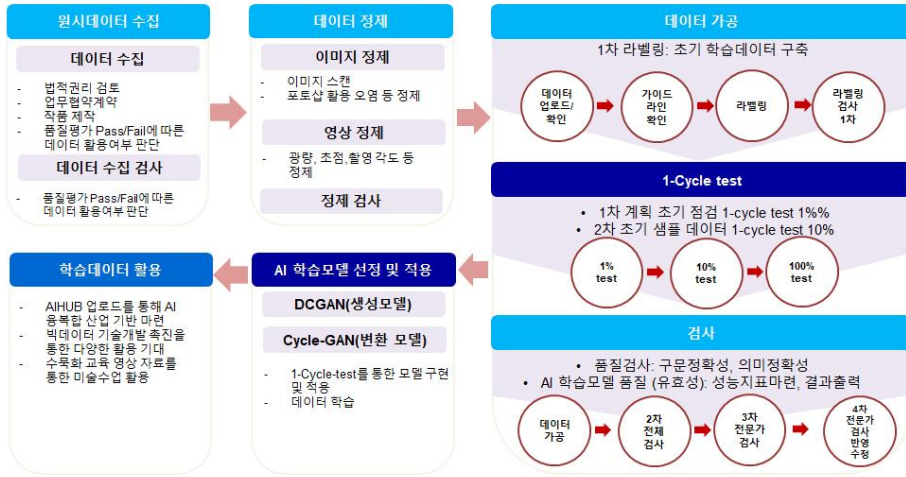 원시데이터 수집
데이터 수집
- 법적권리 검토
- 업무협약계약
- 작품 제작
- 품질평가 Pass/Fail에 따른
데이터 활용여부 판단
데이터 수집 검사
- 품질평가 Pass/Fail에 따른
데이터 활용여부 판단
데이터 정제
이미지 정제
- 이미지 스캔
- 포토샵 활용 오염 등 정제
영상 정제
- 광량, 초점,촬영 각도 등
정제
정제 검사
데이터 가공
1차 라벨링: 초기 학습데이터 구축
데이터
업로드/
확인
가이드
라인
확인
라벨링
라벨링
검사
1차
1-Cycle test
• 1차 계획 초기 점검 1-cycle test 1%%
• 2차 초기 샘플 데이터 1-cycle test 10%
1%
test
10%
test
100%
test
검사
• 품질검사: 구문정확성, 의미정확성
• AI 학습모델 품질 (유효성): 성능지표마련, 결과출력
데이터
가공
2차
전체
검사
3차
전문가
검사
4차
전문가
검사
반영
수정
AI 학습모델 선정 및 적용
DCGAN(생성모델)
Cycle-GAN(변환 모델)
- 1-Cycle-test를 통한 모델 구현
및 적용
- 데이터 학습
학습데이터 활용
- AIHUB 업로드를 통해 AI
융복합 산업 기반 마련
- 빅데이터 기술개발 촉진을
통한 다양한 활용 기대
- 수묵화 교육 영상 자료를
통한 미술수업 활용